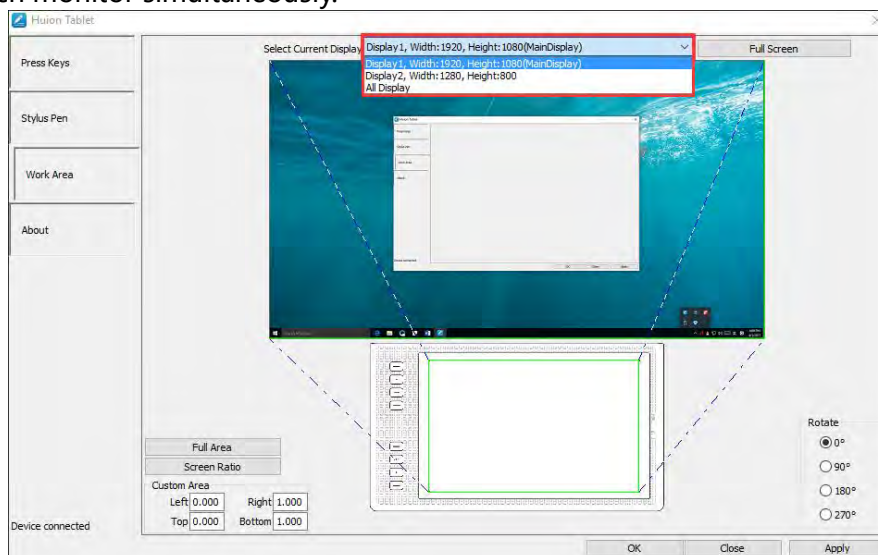 ch monitor simultaneously.
Huion Tablet
Select Current Display
Display1, Width:1920, Height:1080(MainDisplay)
Full Screen
Display1, Width:1920, Height:1080(MainDisplay)
Display2, Width:1280, Height:800
All Display
Press Keys
Stylus Pen
Work Area
About
Full Area
Screen Ratio
Custom Area
Left 0.000 Right 1.000
Top 0.000 Bottom 1.000
Rotate
0°
90°
180°
270°
Device connected
OK Close Apply